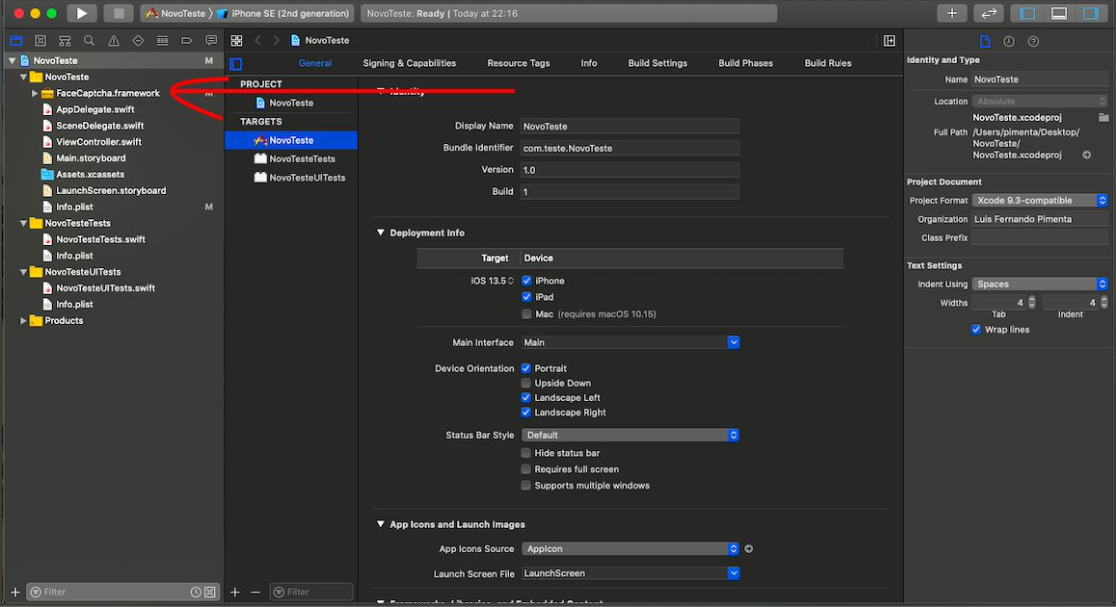 NovoTeste
iPhone SE (2nd generation)
NovoTeste: Ready | Today at 22:16
NovoTeste
NovoTeste M
NovoTeste
FaceCaptcha.framework
AppDelegate.swift
SceneDelegate.swift
ViewController.swift
Main.storyboard
Assets.xcassets
LaunchScreen.storyboard
Info.plist M
NovoTesteTests
NovoTesteTests.swift
Info.plist
NovoTesteUITests
NovoTesteUITests.swift
Info.plist
Products
Filter
General Signing & Capabilities Resource Tags Info Build Settings Build Phases Build Rules
PROJECT
NovoTeste
TARGETS
NovoTeste
NovoTesteTests
NovoTesteUITests
Filter
Identity
Display Name NovoTeste
Bundle Identifier com.teste.NovoTeste
Version 1.0
Build 1
Deployment Info
Target Device
iOS 13.5 iPhone
iPad
Mac (requires macOS 10.15)
Main Interface Main
Device Orientation Portrait
Upside Down
Landscape Left
Landscape Right
Status Bar Style Default
Hide status bar
Requires full screen
Supports multiple windows
App Icons and Launch Images
App Icons Source AppIcon
Launch Screen File LaunchScreen
Frameworks, Libraries, and Embedded Content
Identity and Type
Name NovoTeste
Location Absolute
NovoTeste.xcodeproj
Full Path /Users/pimenta/Desktop/
NovoTeste/
NovoTeste.xcodeproj
Project Document
Project Format Xcode 9.3-compatible
Organization Luis Fernando Pimenta
Class Prefix
Text Settings
Indent Using Spaces
Widths 4 4
Tab Indent
Wrap lines